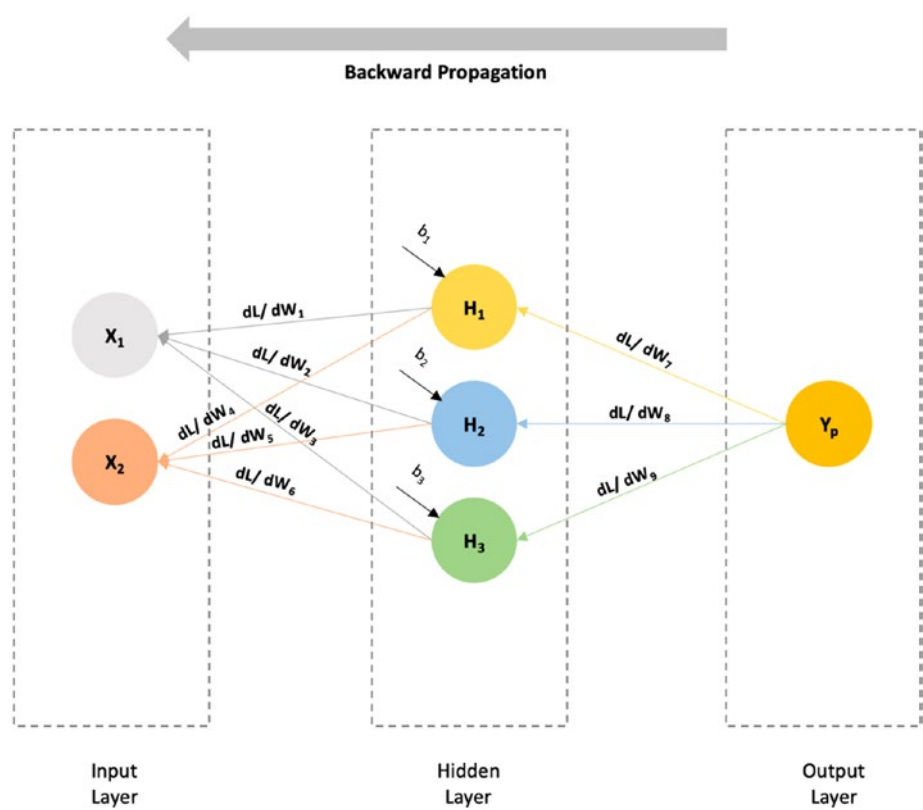 Backward Propagation
b₁
dL/ dW₁
H₁
X₁
dL/ dW₂
dL/ dW₇
b₂
dL/ dW₄
dL/ dW₃
H₂
dL/ dW₈
Yₚ
dL/ dW₅
X₂
dL/ dW₆
b₃
dL/ dW₉
H₃
Input
Layer
Hidden
Layer
Output
Layer